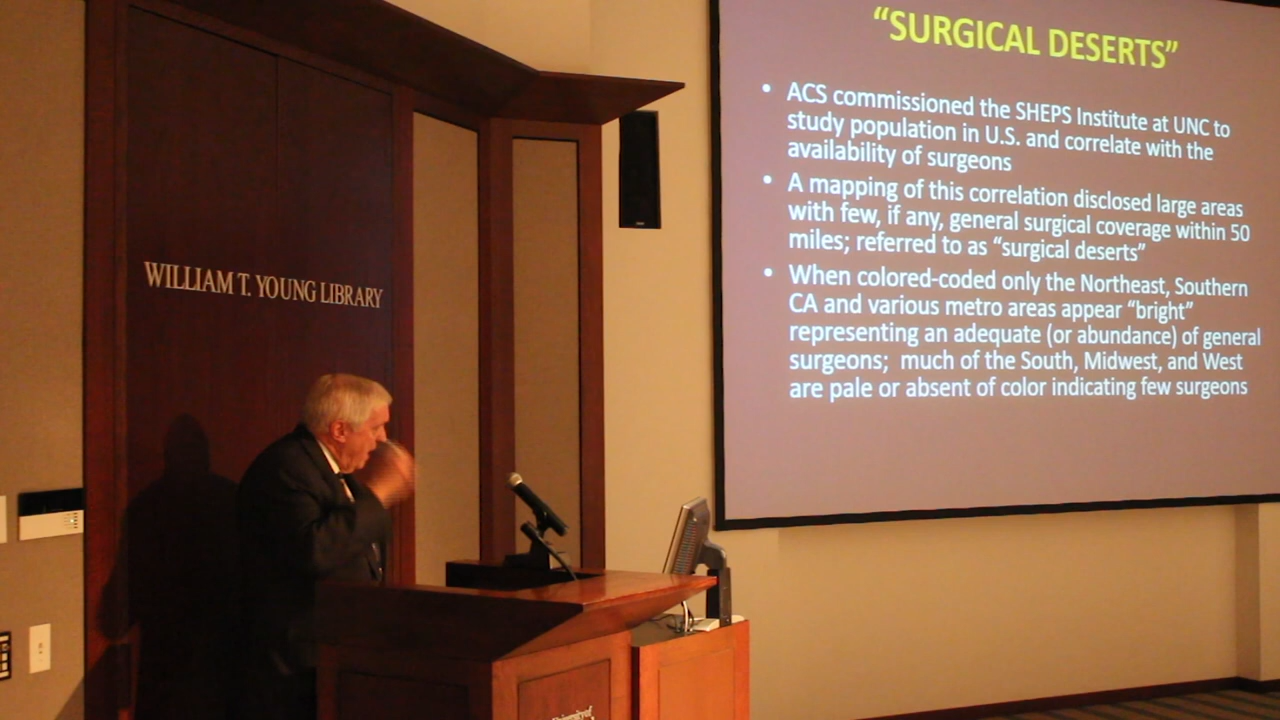 "SURGICAL DESERTS"
• ACS commissioned the SHEPS Institute at UNC to
study population in U.S. and correlate with the
availability of surgeons
• A mapping of this correlation disclosed large areas
with few, if any, general surgical coverage within 50
miles; referred to as "surgical deserts"
• When colored-coded only the Northeast, Southern
CA and various metro areas appear "bright"
representing an adequate (or abundance) of general
surgeons; much of the South, Midwest, and West
are pale or absent of color indicating few surgeons
WILLIAM T. YOUNG LIBRARY
University of